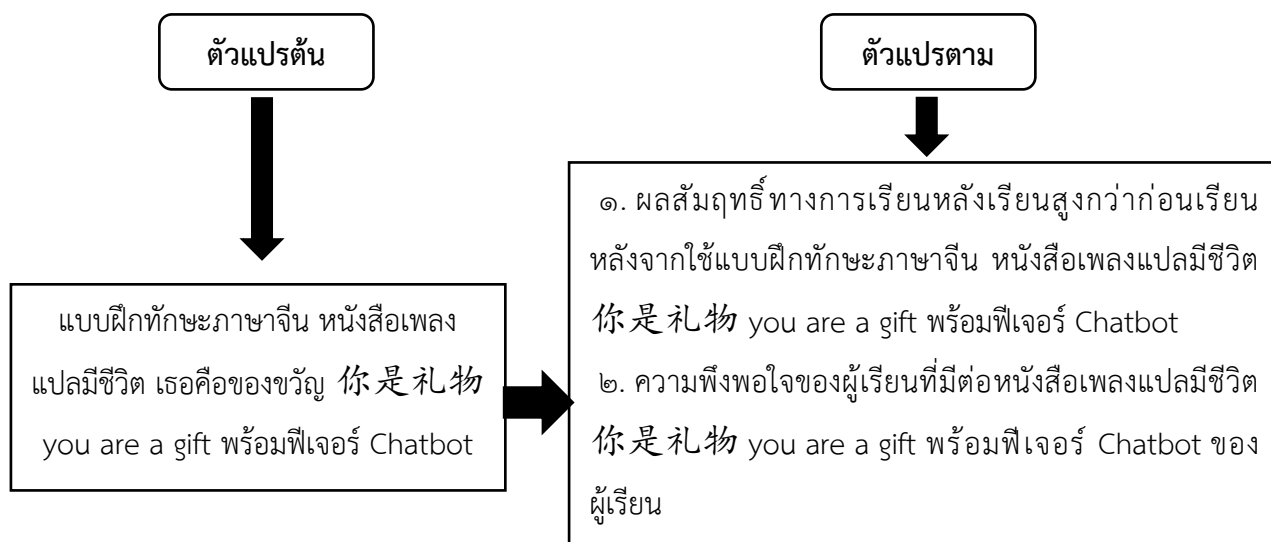 ตัวแปรต้น
ตัวแปรตาม
แบบฝึกทักษะภาษาจีน หนังสือเพลง
แปลมีชีวิต เธอคือของขวัญ 你是礼物
you are a gift พร้อมฟีเจอร์ Chatbot
๑. ผลสัมฤทธิ์ทางการเรียนหลังเรียนสูงกว่าก่อนเรียน
หลังจากใช้แบบฝึกทักษะภาษาจีน หนังสือเพลงแปลมีชีวิต
你是礼物 you are a gift พร้อมฟีเจอร์ Chatbot
๒. ความพึงพอใจของผู้เรียนที่มีต่อหนังสือเพลงแปลมีชีวิต
你是礼物 you are a gift พร้อมฟีเจอร์ Chatbot ของ
ผู้เรียน